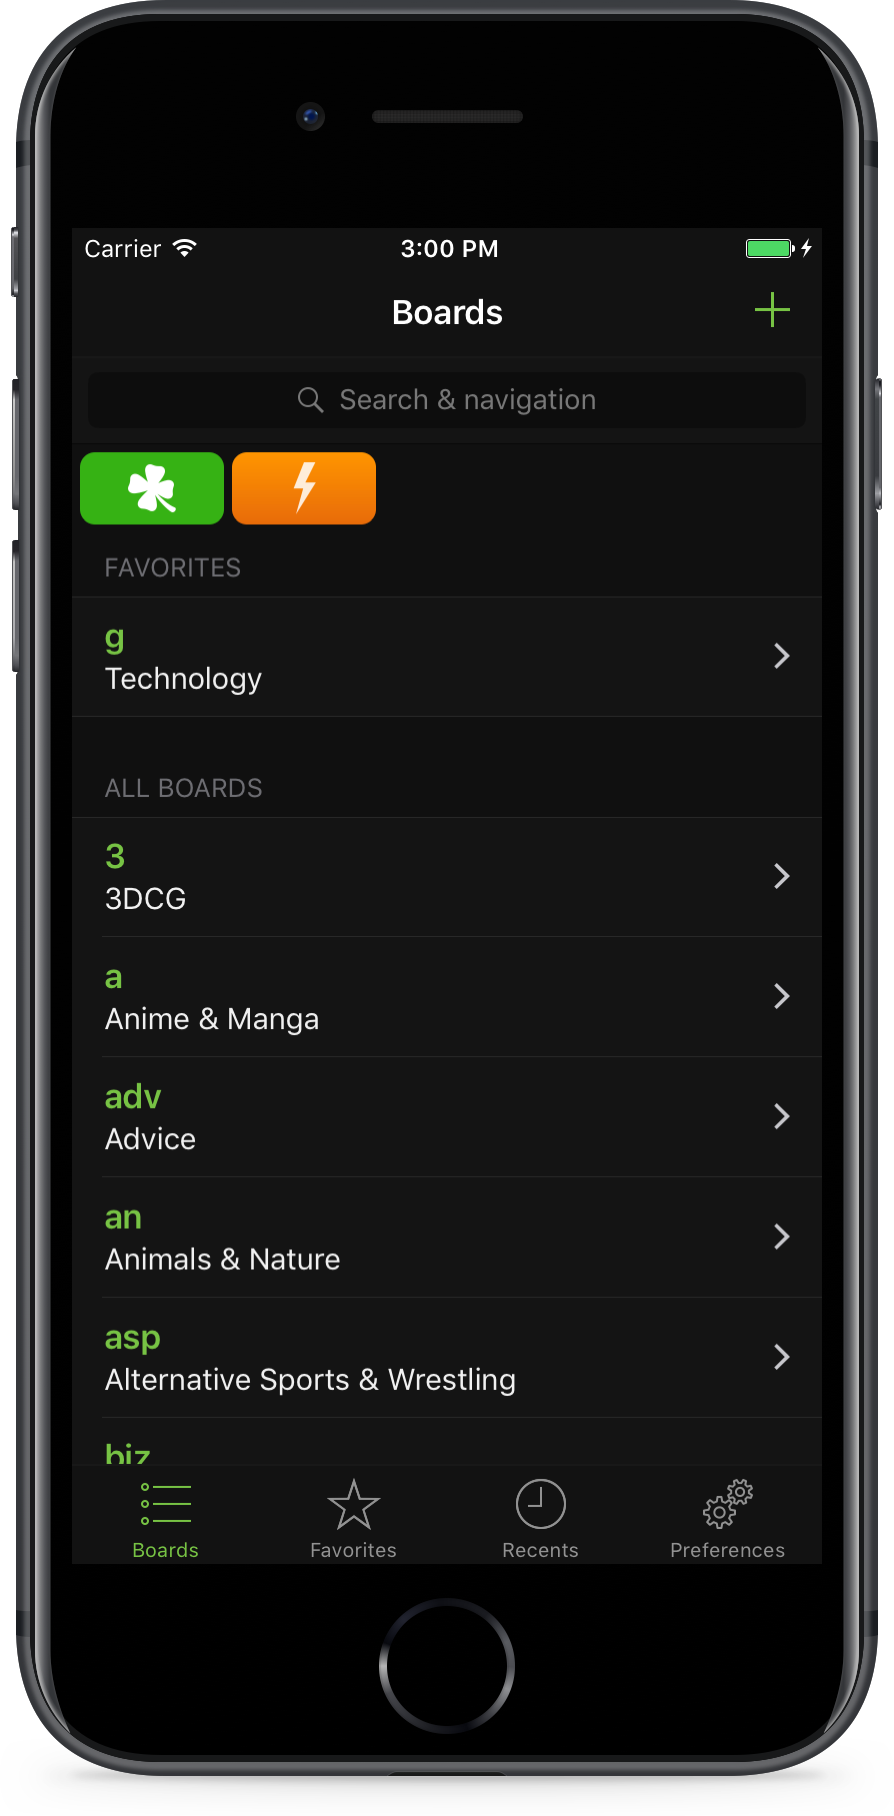 Carrier 3:00 PM
Boards
Search & navigation
FAVORITES
g
Technology
ALL BOARDS
3
3DCG
a
Anime & Manga
adv
Advice
an
Animals & Nature
asp
Alternative Sports & Wrestling
biz
Boards Favorites Recents Preferences